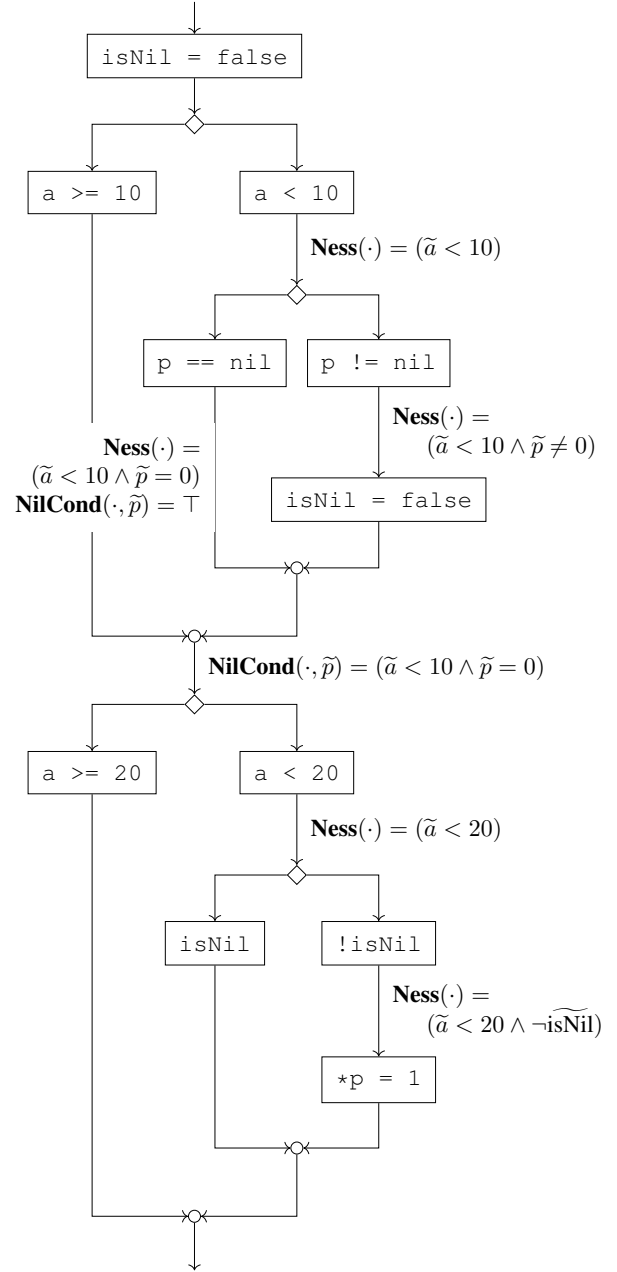 isNil = false
a >= 10
a < 10
Ness(·) = (ã < 10)
p == nil
p != nil
Ness(·) =
(ã < 10 ∧ p̃ ≠ 0)
Ness(·) =
(ã < 10 ∧ p̃ = 0)
NilCond(·, p̃) = ⊤
isNil = false
NilCond(·, p̃) = (ã < 10 ∧ p̃ = 0)
a >= 20
a < 20
Ness(·) = (ã < 20)
isNil
!isNil
Ness(·) =
(ã < 20 ∧ ¬\widetilde{isNil})
*p = 1